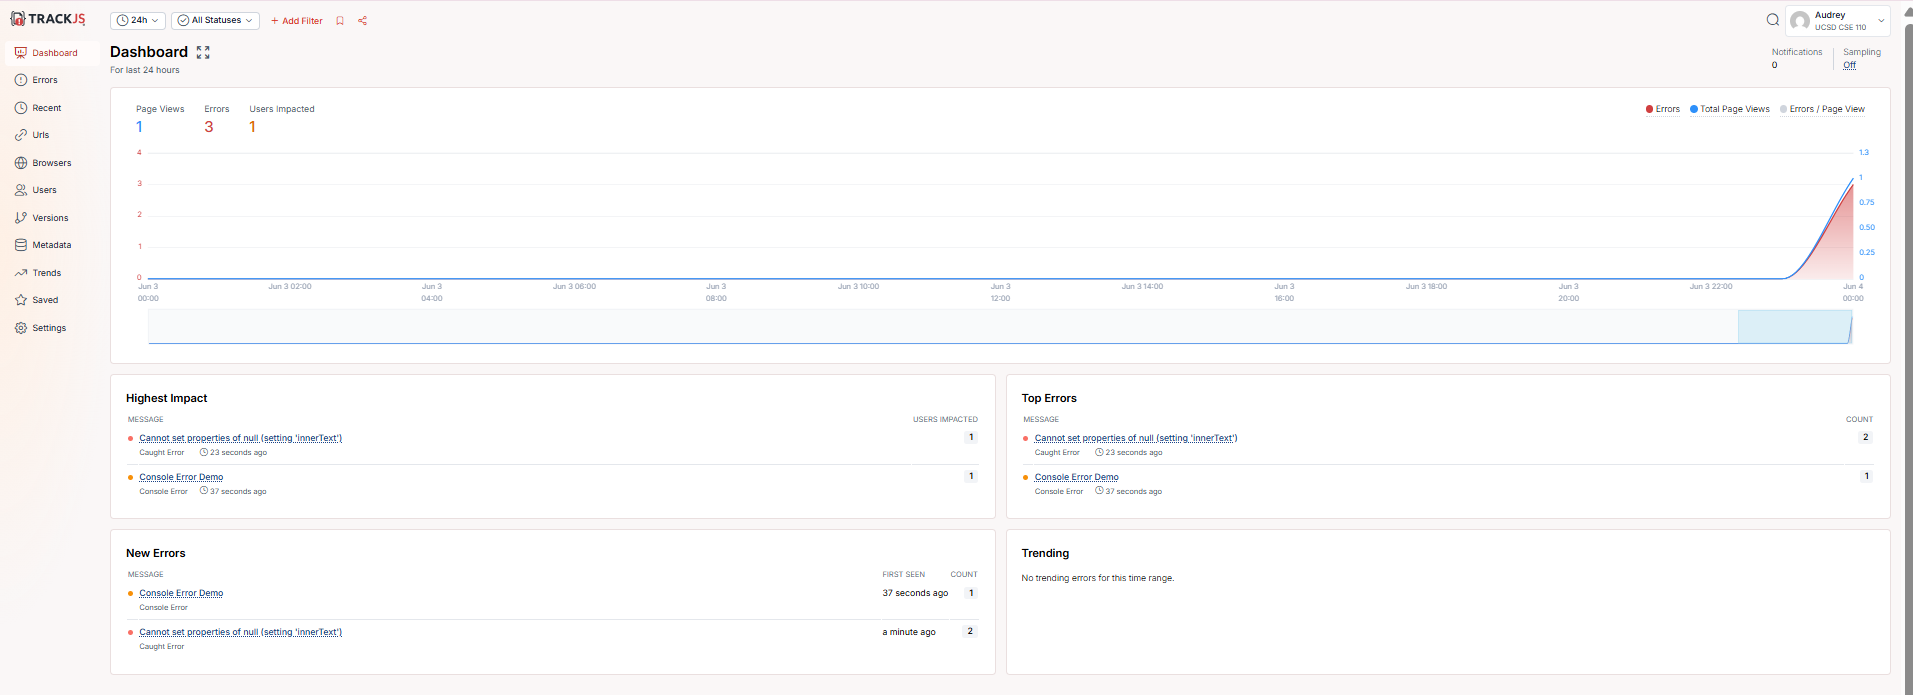 TRACKJS
24h
All Statuses
+ Add Filter
Audrey
UCSD CSE 110
Dashboard
Errors
Recent
Urls
Browsers
Users
Versions
Metadata
Trends
Saved
Settings
Dashboard
For last 24 hours
Notifications
0
Sampling
Off
Page Views
1
Errors
3
Users Impacted
1
Errors
Total Page Views
Errors / Page View
4
3
2
1
0
1.3
1
0.75
0.50
0.25
0
Jun 3
00:00
Jun 3 02:00
Jun 3
04:00
Jun 3 06:00
Jun 3
08:00
Jun 3 10:00
Jun 3
12:00
Jun 3 14:00
Jun 3
16:00
Jun 3 18:00
Jun 3
20:00
Jun 3 22:00
Jun 4
00:00
Highest Impact
MESSAGE USERS IMPACTED
Cannot set properties of null (setting 'innerText') 1
Caught Error 23 seconds ago
Console Error Demo 1
Console Error 37 seconds ago
Top Errors
MESSAGE COUNT
Cannot set properties of null (setting 'innerText') 2
Caught Error 23 seconds ago
Console Error Demo 1
Console Error 37 seconds ago
New Errors
MESSAGE FIRST SEEN COUNT
Console Error Demo 37 seconds ago 1
Console Error
Cannot set properties of null (setting 'innerText') a minute ago 2
Caught Error
Trending
No trending errors for this time range.